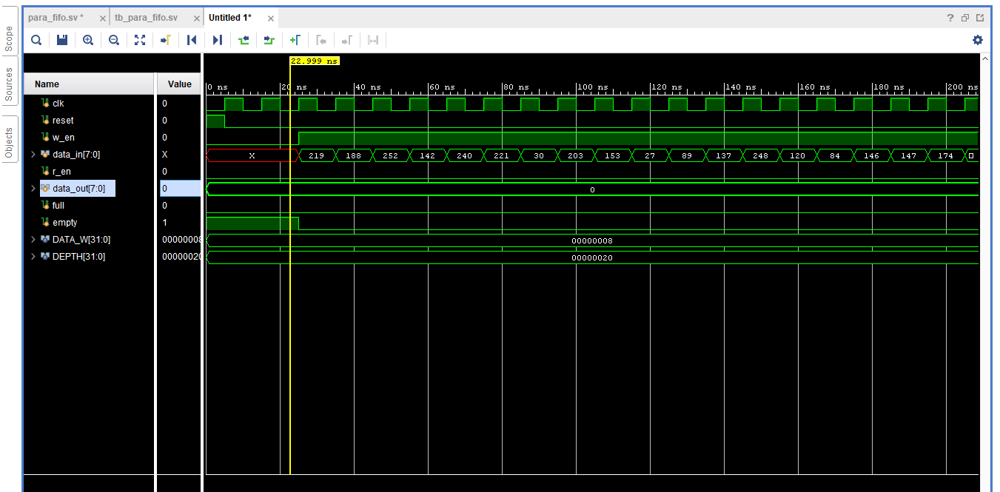 para_fifo.sv *
tb_para_fifo.sv
Untitled 1*
Scope
Sources
Objects
22.999 ns
Name
Value
0 ns
20 ns
40 ns
60 ns
80 ns
100 ns
120 ns
140 ns
160 ns
180 ns
200 ns
clk 0
reset 0
w_en 0
data_in[7:0] X X 219 188 252 142 240 221 30 203 153 27 89 137 248 120 84 146 147 174
r_en 0
data_out[7:0] 0 0
full 0
empty 1
DATA_W[31:0] 00000008 00000008
DEPTH[31:0] 00000020 00000020